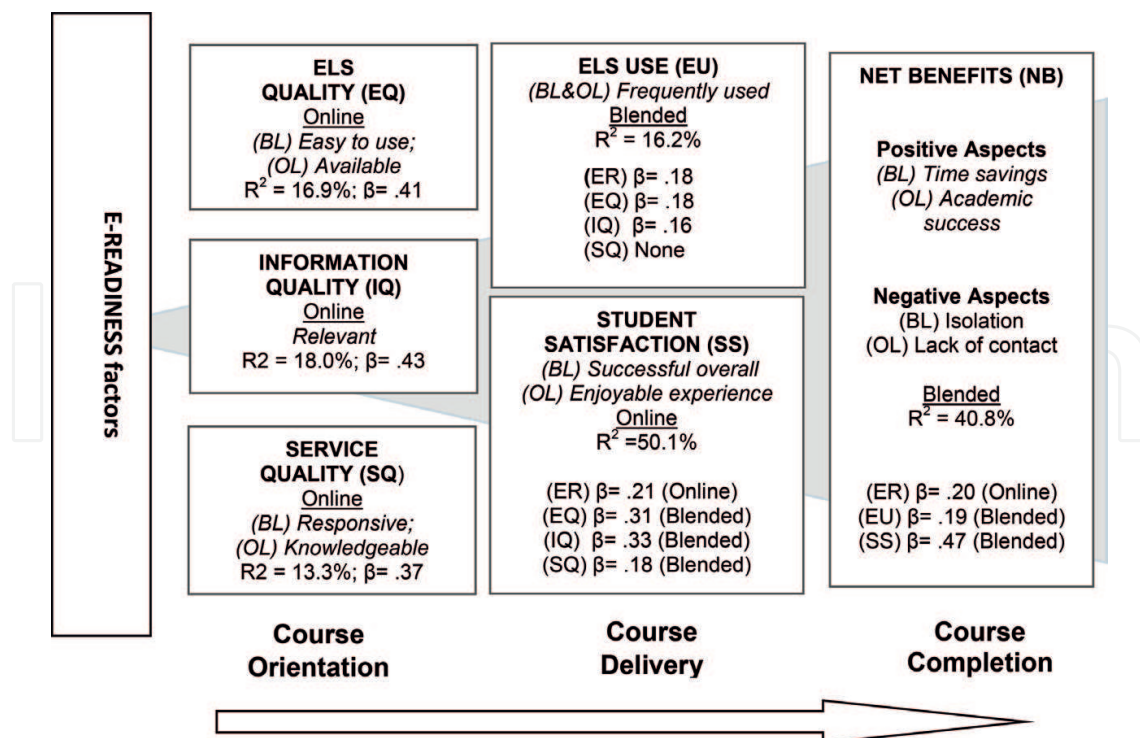 E-READINESS factors
ELS
QUALITY (EQ)
Online
(BL) Easy to use;
(OL) Available
R² = 16.9%; β= .41
INFORMATION
QUALITY (IQ)
Online
Relevant
R2 = 18.0%; β= .43
SERVICE
QUALITY (SQ)
Online
(BL) Responsive;
(OL) Knowledgeable
R2 = 13.3%; β= .37
Course
Orientation
ELS USE (EU)
(BL&OL) Frequently used
Blended
R² = 16.2%
(ER) β= .18
(EQ) β= .18
(IQ) β= .16
(SQ) None
STUDENT
SATISFACTION (SS)
(BL) Successful overall
(OL) Enjoyable experience
Online
R² =50.1%
(ER) β= .21 (Online)
(EQ) β= .31 (Blended)
(IQ) β= .33 (Blended)
(SQ) β= .18 (Blended)
Course
Delivery
NET BENEFITS (NB)
Positive Aspects
(BL) Time savings
(OL) Academic
success
Negative Aspects
(BL) Isolation
(OL) Lack of contact
Blended
R² = 40.8%
(ER) β= .20 (Online)
(EU) β= .19 (Blended)
(SS) β= .47 (Blended)
Course
Completion